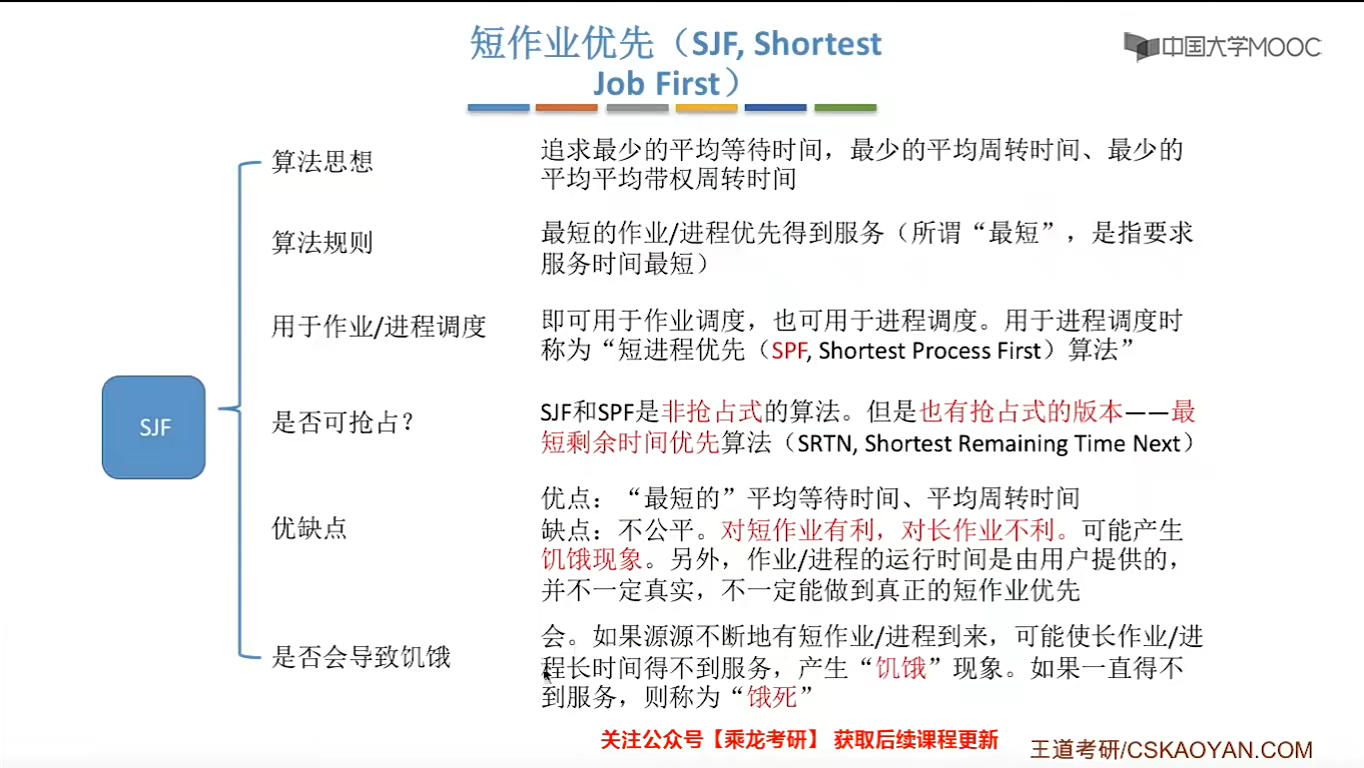 短作业优先（SJF, Shortest
Job First）
中国大学MOOC
算法思想
追求最少的平均等待时间，最少的平均周转时间、最少的
平均平均带权周转时间
算法规则
最短的作业/进程优先得到服务（所谓“最短”，是指要求
服务时间最短）
用于作业/进程调度
即可用于作业调度，也可用于进程调度。用于进程调度时
称为“短进程优先（SPF, Shortest Process First）算法”
SJF
是否可抢占？
SJF和SPF是非抢占式的算法。但是也有抢占式的版本——最
短剩余时间优先算法（SRTN, Shortest Remaining Time Next）
优缺点
优点：“最短的”平均等待时间、平均周转时间
缺点：不公平。对短作业有利，对长作业不利。可能产生
饥饿现象。另外，作业/进程的运行时间是由用户提供的，
并不一定真实，不一定能做到真正的短作业优先
是否会导致饥饿
会。如果源源不断地有短作业/进程到来，可能使长作业/进
程长时间得不到服务，产生“饥饿”现象。如果一直得不
到服务，则称为“饿死”
关注公众号【乘龙考研】 获取后续课程更新
王道考研/CSKAOYAN.COM